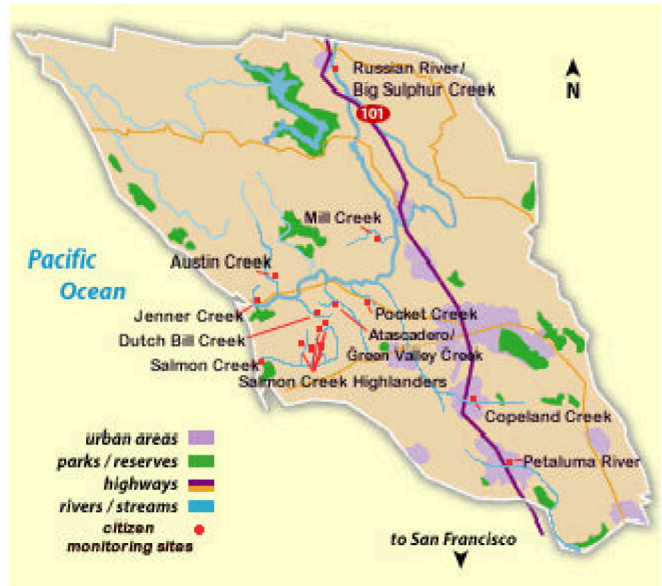 Russian River/
Big Sulphur Creek
N
101
Mill Creek
Pacific
Ocean
Austin Creek
Jenner Creek
Pocket Creek
Dutch Bill Creek
Atascadero/
Green Valley Creek
Salmon Creek
Salmon Creek Highlanders
Copeland Creek
urban areas
parks / reserves
highways
rivers / streams
citizen
monitoring sites
Petaluma River
to San Francisco